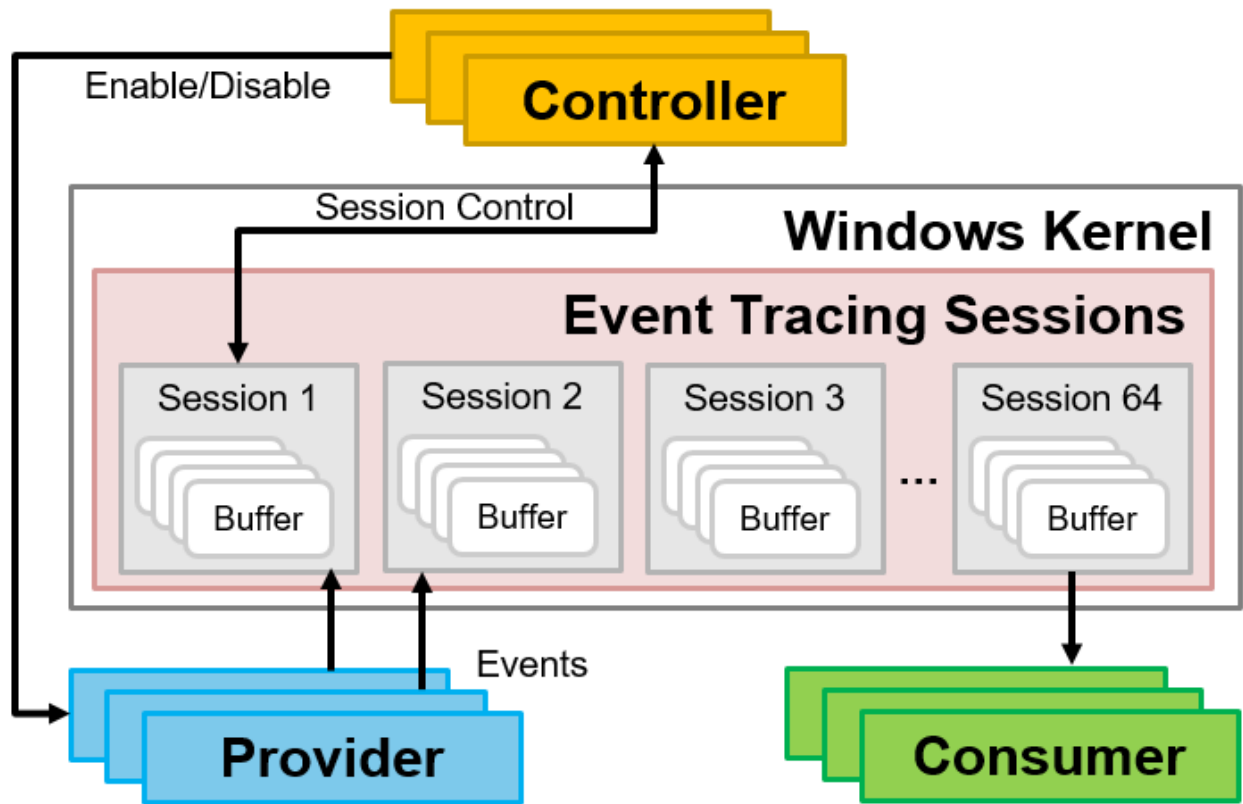 Enable/Disable
Controller
Session Control
Windows Kernel
Event Tracing Sessions
Session 1
Session 2
Session 3
Session 64
Buffer
Buffer
Buffer
...
Buffer
Events
Provider
Consumer